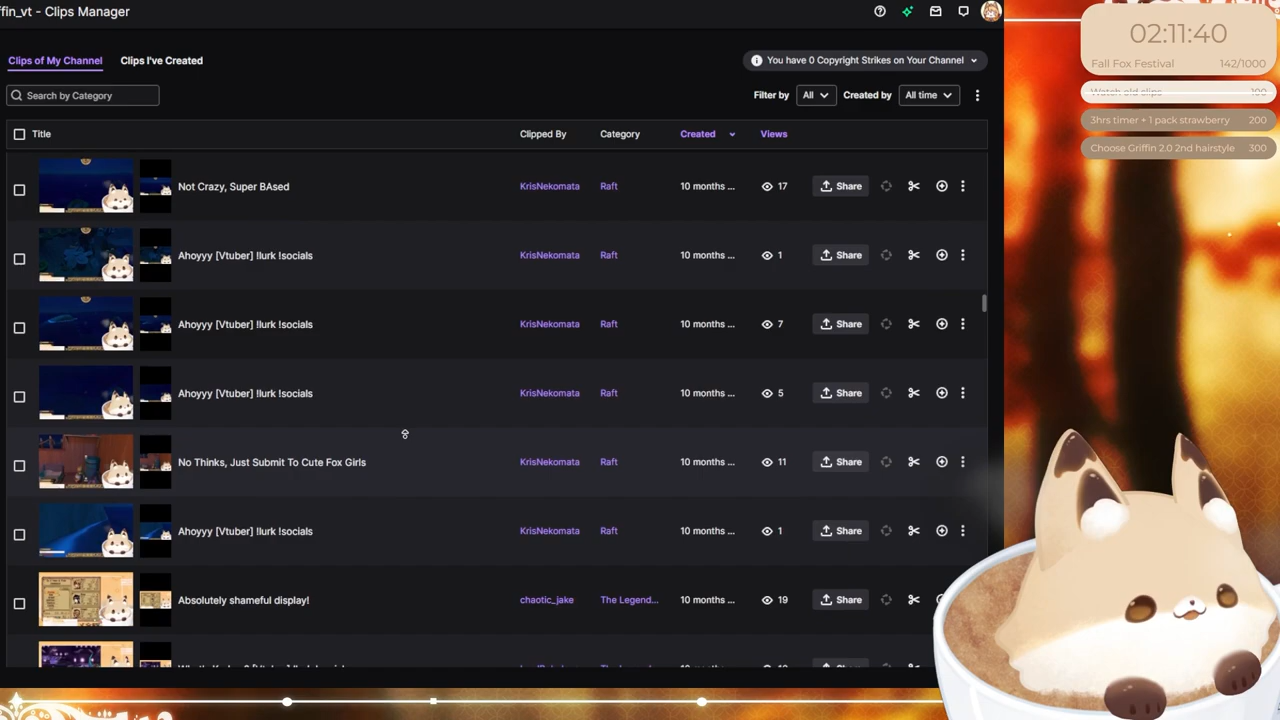 ffin_vt - Clips Manager
Clips of My Channel
Clips I've Created
You have 0 Copyright Strikes on Your Channel
Search by Category
Filter by
All
Created by
All time
Title
Clipped By
Category
Created
Views
Not Crazy, Super BAsed
KrisNekomata
Raft
10 months ...
17
Share
Ahoyyy [Vtuber] !lurk !socials
KrisNekomata
Raft
10 months ...
1
Share
Ahoyyy [Vtuber] !lurk !socials
KrisNekomata
Raft
10 months ...
7
Share
Ahoyyy [Vtuber] !lurk !socials
KrisNekomata
Raft
10 months ...
5
Share
No Thinks, Just Submit To Cute Fox Girls
KrisNekomata
Raft
10 months ...
11
Share
Ahoyyy [Vtuber] !lurk !socials
KrisNekomata
Raft
10 months ...
1
Share
Absolutely shameful display!
chaotic_jake
The Legend...
10 months ...
19
Share
02:11:40
Fall Fox Festival
142/1000
Watch old clips
100
3hrs timer + 1 pack strawberry
200
Choose Griffin 2.0 2nd hairstyle
300